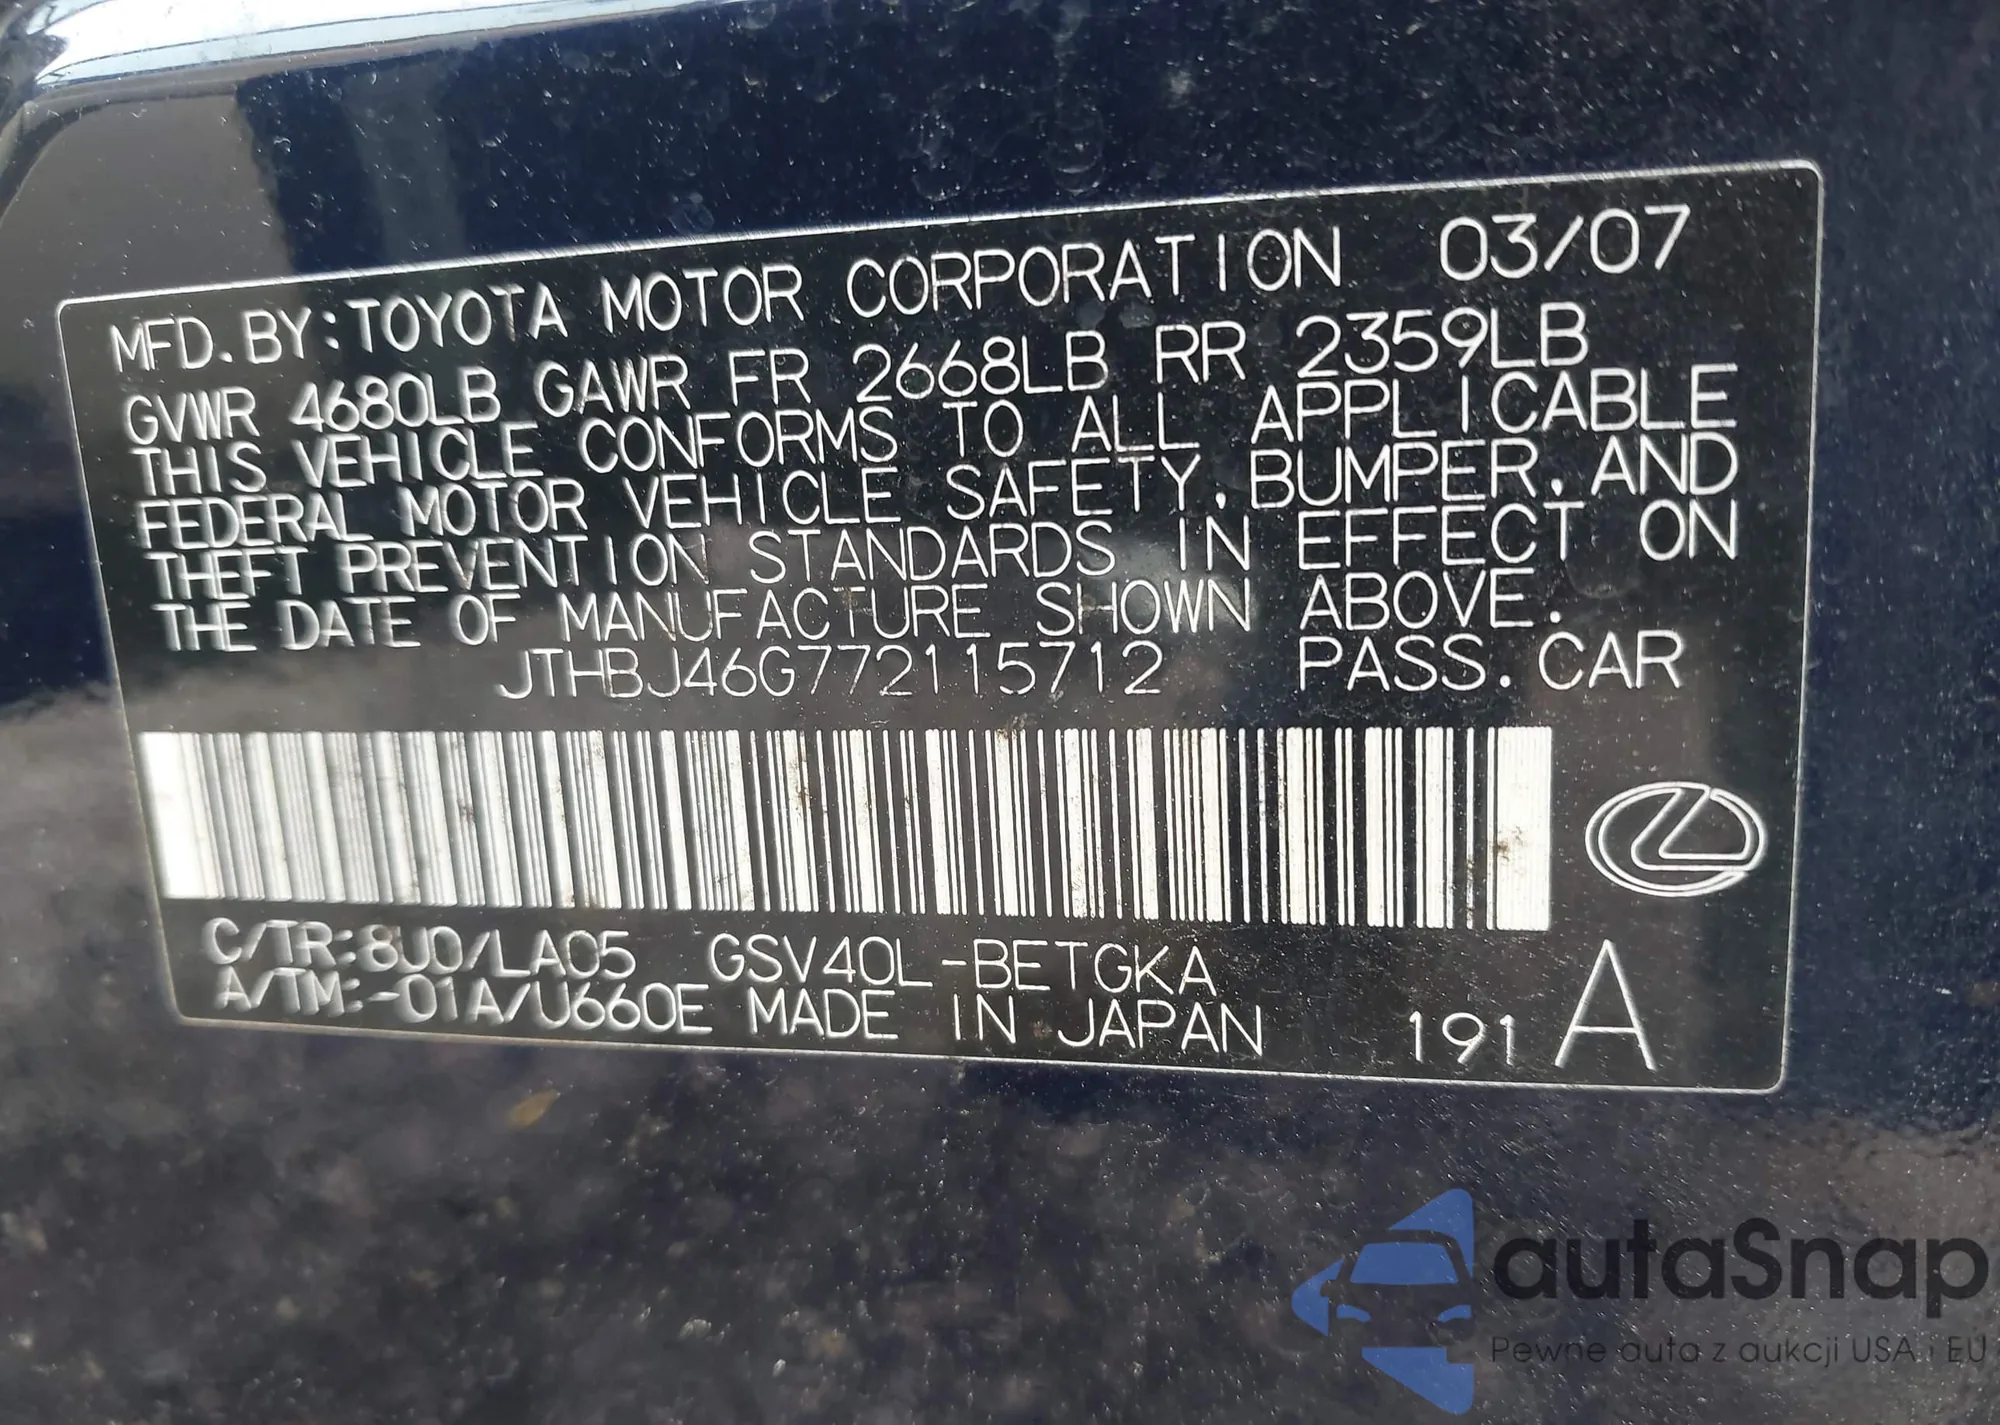 MFD. BY: TOYOTA MOTOR CORPORATION 03/07
GVWR 4680LB GAWR FR 2668LB RR 2359LB
THIS VEHICLE CONFORMS TO ALL APPLICABLE
FEDERAL MOTOR VEHICLE SAFETY, BUMPER, AND
THEFT PREVENTION STANDARDS IN EFFECT ON
THE DATE OF MANUFACTURE SHOWN ABOVE.
JTHBJ46G772115712 PASS. CAR
C/TR: 8U0/LA05 GSV40L-BETGKA
A/TM: -01A/U660E MADE IN JAPAN 191 A
autoSnap
Pewne auta z aukcji USA i EU